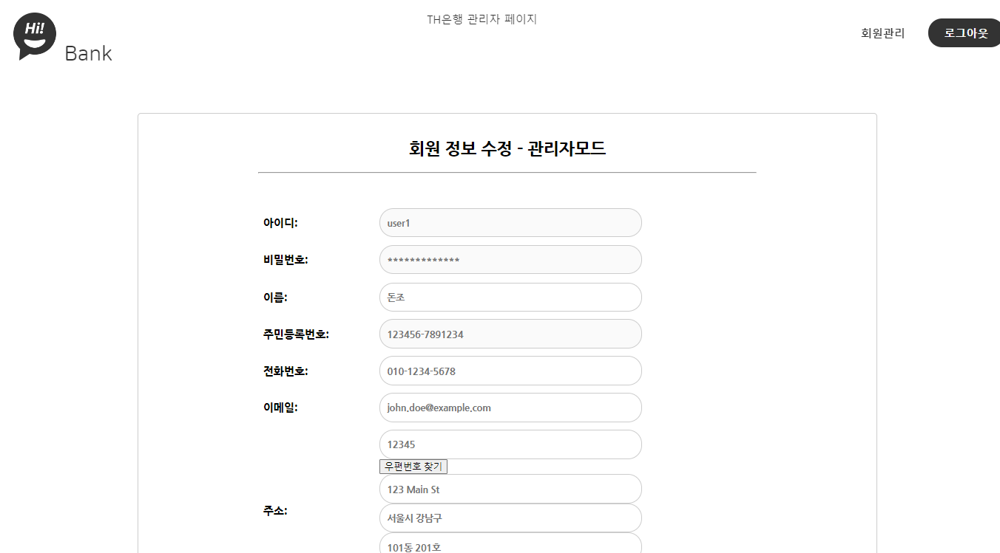 Hi!
Bank
TH은행 관리자 페이지
회원관리
로그아웃
회원 정보 수정 - 관리자모드
아이디:
user1
비밀번호:
*************
이름:
돈조
주민등록번호:
123456-7891234
전화번호:
010-1234-5678
이메일:
john.doe@example.com
주소:
12345
우편번호 찾기
123 Main St
서울시 강남구
101동 201호